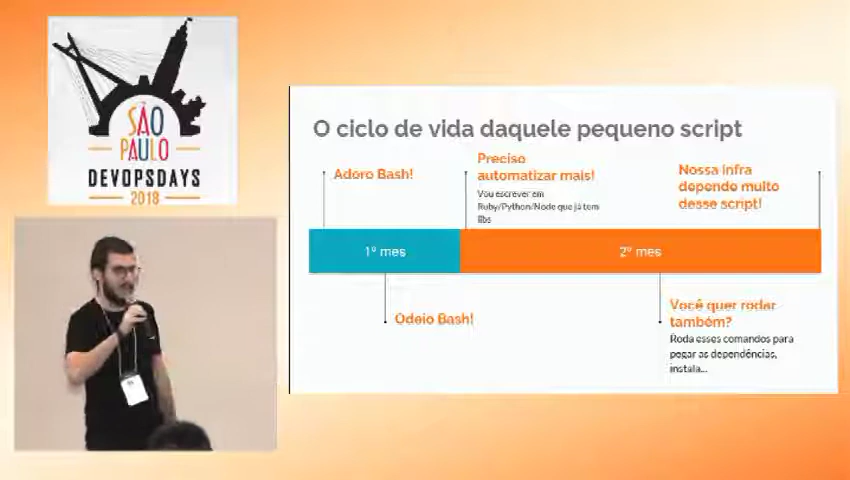 SÃO
PAULO
DEVOPSDAYS
2018
O ciclo de vida daquele pequeno script
Adoro Bash!
Preciso
automatizar mais!
Vou escrever em
Ruby/Python/Node que já tem
libs
Nossa infra
depende muito
desse script!
1º mes
2º mes
Odeio Bash!
Você quer rodar
também?
Roda esses comandos para
pegar as dependências,
instala...